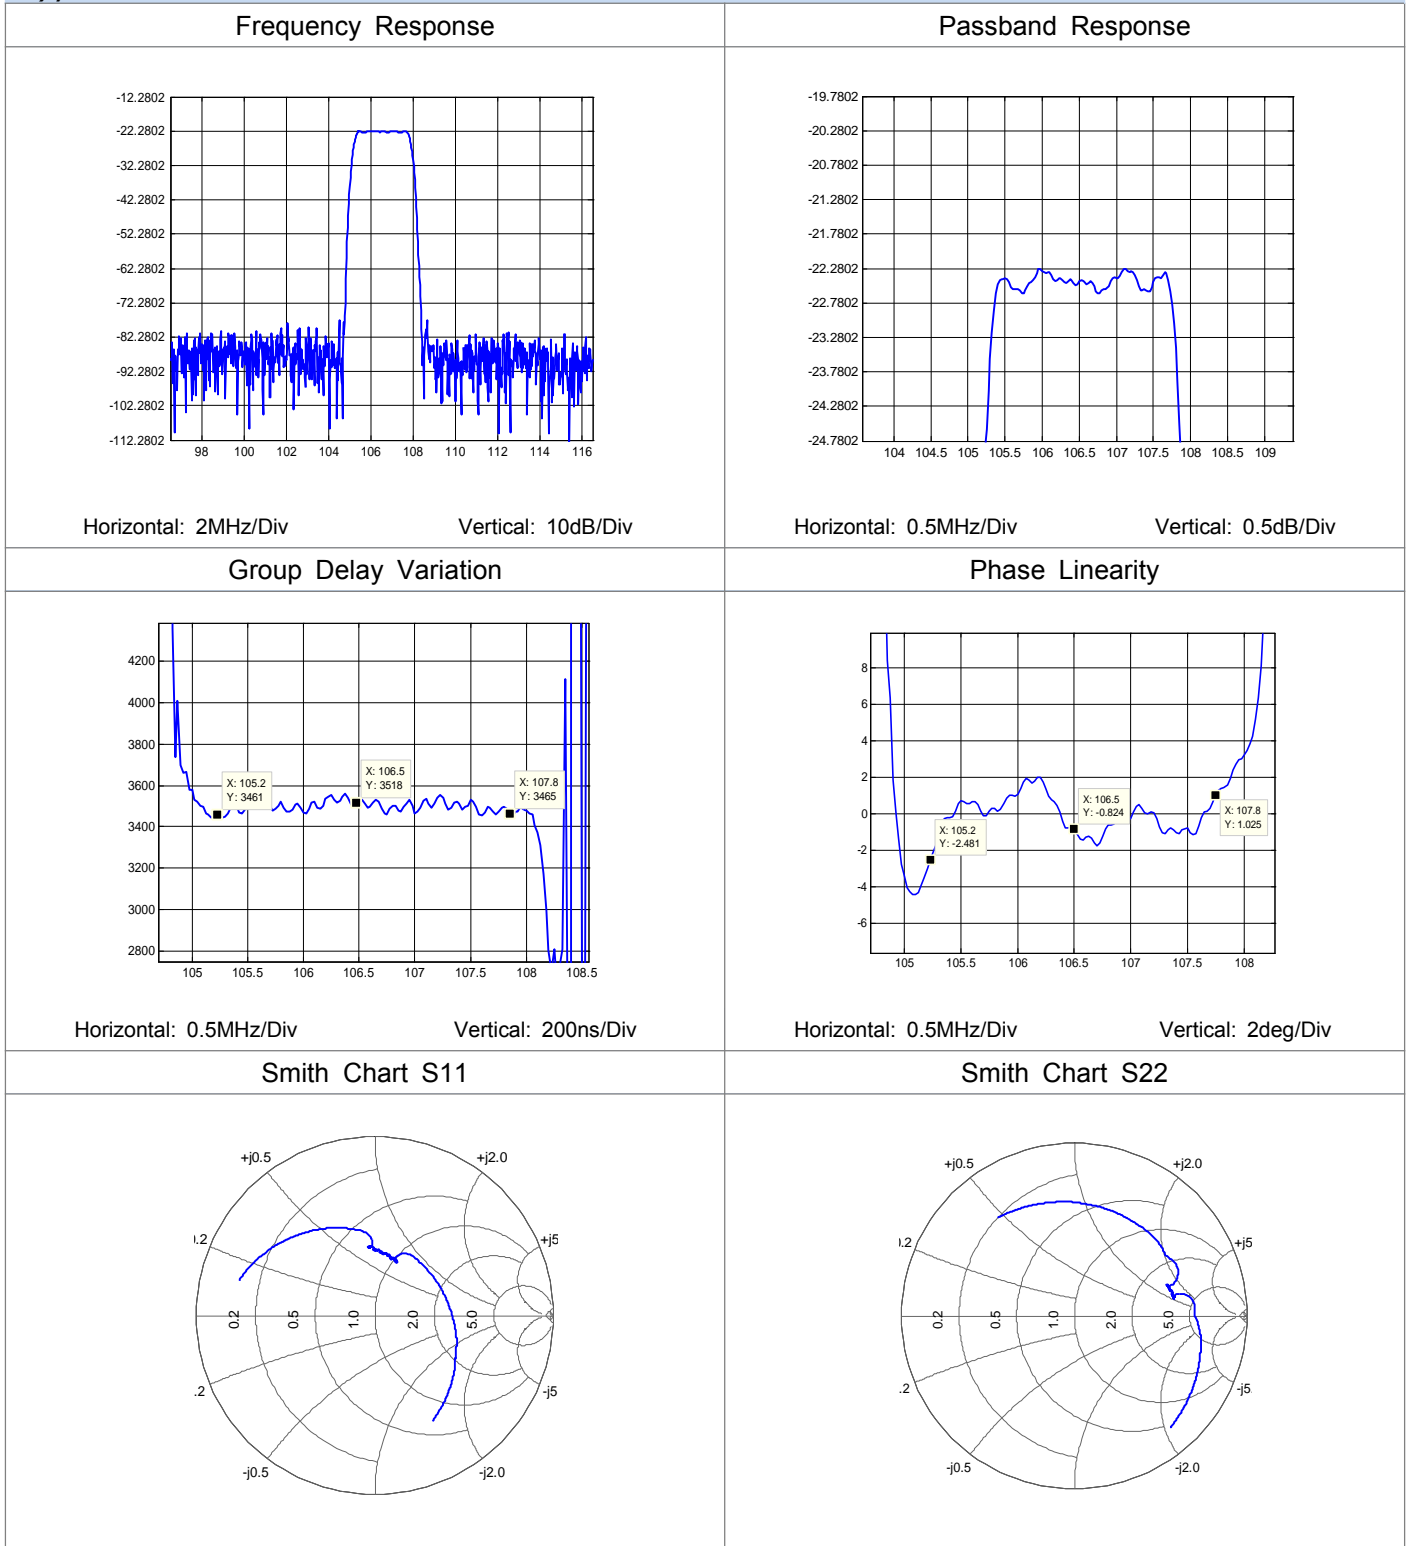 Frequency Response
Passband Response
-12.2802
-22.2802
-32.2802
-42.2802
-52.2802
-62.2802
-72.2802
-82.2802
-92.2802
-102.2802
-112.2802
98 100 102 104 106 108 110 112 114 116
Horizontal: 2MHz/Div Vertical: 10dB/Div
-19.7802
-20.2802
-20.7802
-21.2802
-21.7802
-22.2802
-22.7802
-23.2802
-23.7802
-24.2802
-24.7802
104 104.5 105 105.5 106 106.5 107 107.5 108 108.5 109
Horizontal: 0.5MHz/Div Vertical: 0.5dB/Div
Group Delay Variation
Phase Linearity
4200
4000
3800
3600
3400
3200
3000
2800
X: 105.2
Y: 3461
X: 106.5
Y: 3518
X: 107.8
Y: 3465
105 105.5 106 106.5 107 107.5 108 108.5
Horizontal: 0.5MHz/Div Vertical: 200ns/Div
8
6
4
2
0
-2
-4
-6
X: 105.2
Y: -2.481
X: 106.5
Y: -0.824
X: 107.8
Y: 1.025
105 105.5 106 106.5 107 107.5 108
Horizontal: 0.5MHz/Div Vertical: 2deg/Div
Smith Chart S11
Smith Chart S22
+j0.5 +j2.0
.2 +j5
0.2 0.5 1.0 2.0 5.0
.2 -j5
-j0.5 -j2.0
+j0.5 +j2.0
).2 +j5
0.2 0.5 1.0 2.0 5.0
.2 -j5
-j0.5 -j2.0